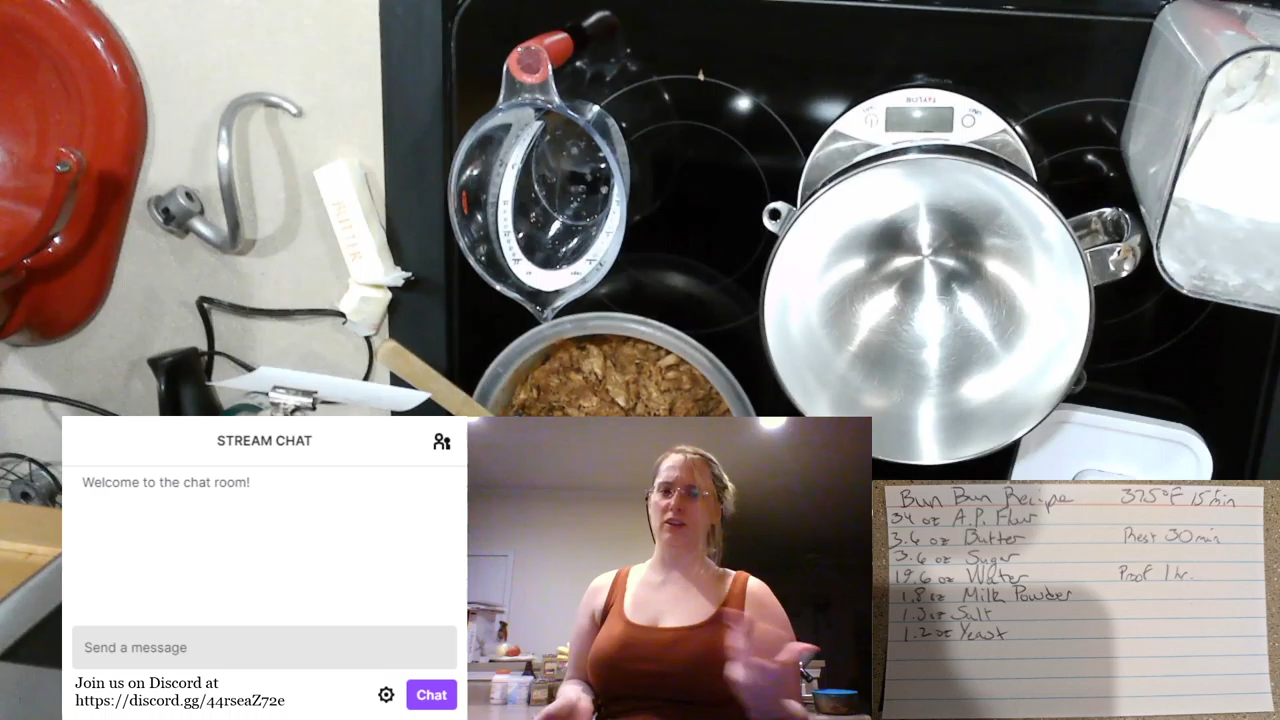 TAYLOR
BUTTER
STREAM CHAT
Welcome to the chat room!
Send a message
Join us on Discord at
https://discord.gg/44rseaZ72e
Chat
Bun Bun Recipe 375°F 15 min
34 oz A.P. Flour
3.6 oz Butter Rest 30 min
3.6 oz Sugar
19.6 oz Water Proof 1 hr.
1.8 oz Milk Powder
1.3 oz Salt
1.2 oz Yeast